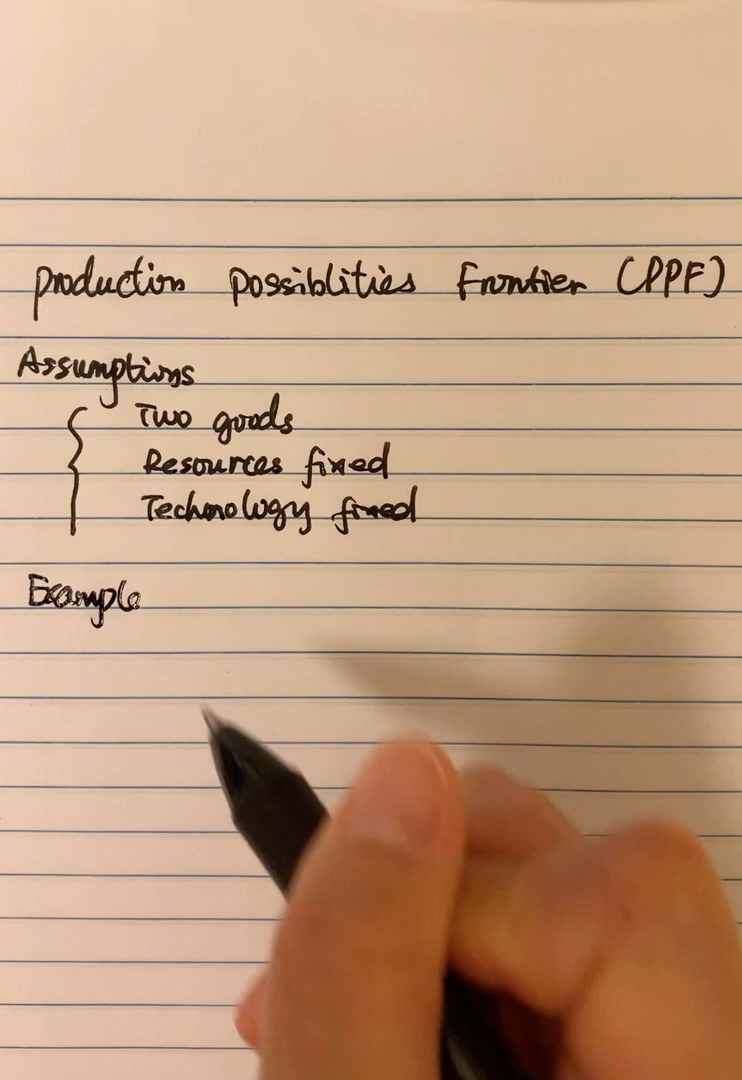 production possiblities Frontier (PPF)
Assumptions
Two goods
Resources fixed
Technology fixed
Example